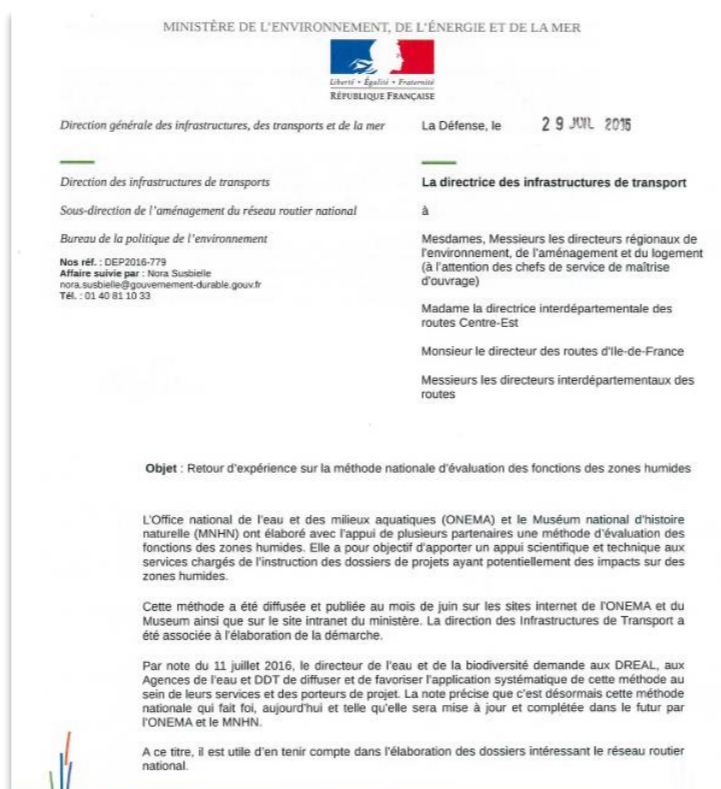 MINISTÈRE DE L'ENVIRONNEMENT, DE L'ÉNERGIE ET DE LA MER
Liberté • Égalité • Fraternité
RÉPUBLIQUE FRANÇAISE
Direction générale des infrastructures, des transports et de la mer
La Défense, le 29 JUIL. 2016
Direction des infrastructures de transports
Sous-direction de l'aménagement du réseau routier national
Bureau de la politique de l'environnement
Nos réf. : DEP2016-779
Affaire suivie par : Nora Susbielle
nora.susbielle@gouvernement-durable.gouv.fr
Tél. : 01 40 81 10 33
La directrice des infrastructures de transport
à
Mesdames, Messieurs les directeurs régionaux de
l'environnement, de l'aménagement et du logement
(à l'attention des chefs de service de maîtrise
d'ouvrage)
Madame la directrice interdépartementale des
routes Centre-Est
Monsieur le directeur des routes d'Ile-de-France
Messieurs les directeurs interdépartementaux des
routes
Objet : Retour d'expérience sur la méthode nationale d'évaluation des fonctions des zones humides
L'Office national de l'eau et des milieux aquatiques (ONEMA) et le Muséum national d'histoire
naturelle (MNHN) ont élaboré avec l'appui de plusieurs partenaires une méthode d'évaluation des
fonctions des zones humides. Elle a pour objectif d'apporter un appui scientifique et technique aux
services chargés de l'instruction des dossiers de projets ayant potentiellement des impacts sur des
zones humides.
Cette méthode a été diffusée et publiée au mois de juin sur les sites internet de l'ONEMA et du
Museum ainsi que sur le site intranet du ministère. La direction des Infrastructures de Transport a
été associée à l'élaboration de la démarche.
Par note du 11 juillet 2016, le directeur de l'eau et de la biodiversité demande aux DREAL, aux
Agences de l'eau et DDT de diffuser et de favoriser l'application systématique de cette méthode au
sein de leurs services et des porteurs de projet. La note précise que c'est désormais cette méthode
nationale qui fait foi, aujourd'hui et telle qu'elle sera mise à jour et complétée dans le futur par
l'ONEMA et le MNHN.
A ce titre, il est utile d'en tenir compte dans l'élaboration des dossiers intéressant le réseau routier
national.